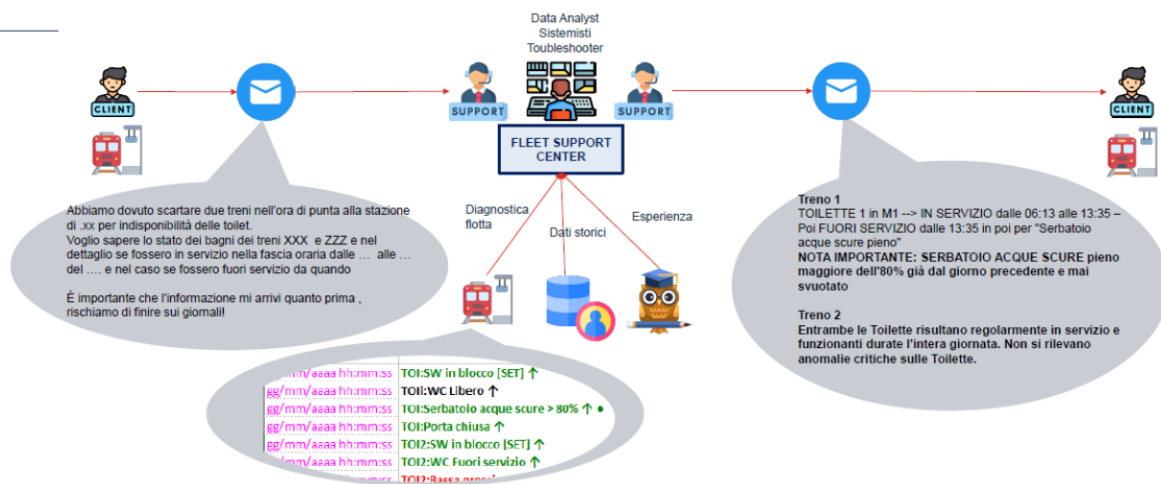 Data Analyst
Sistemisti
Toubleshooter
CLIENT
SUPPORT
SUPPORT
CLIENT
FLEET SUPPORT
CENTER
Abbiamo dovuto scartare due treni nell'ora di punta alla stazione
di .xx per indisponibilità delle toilet.
Voglio sapere lo stato dei bagni dei treni XXX e ZZZ e nel
dettaglio se fossero in servizio nella fascia oraria dalle … alle …
del …. e nel caso se fossero fuori servizio da quando
È importante che l'informazione mi arrivi quanto prima ,
rischiamo di finire sui giornali!
Diagnostica
flotta
Dati storici
Esperienza
Treno 1
TOILETTE 1 in M1 --> IN SERVIZIO dalle 06:13 alle 13:35 –
Poi FUORI SERVIZIO dalle 13:35 in poi per "Serbatoio
acque scure pieno"
NOTA IMPORTANTE: SERBATOIO ACQUE SCURE pieno
maggiore dell'80% già dal giorno precedente e mai
svuotato
Treno 2
Entrambe le Toilette risultano regolarmente in servizio e
funzionanti durate l'intera giornata. Non si rilevano
anomalie critiche sulle Toilette.
gg/mm/aaaa hh:mm:ss TOI:SW in blocco [SET] ↑
gg/mm/aaaa hh:mm:ss TOIi:WC Libero ↑
gg/mm/aaaa hh:mm:ss TOI:Serbatoio acque scure > 80% ↑ ●
gg/mm/aaaa hh:mm:ss TOI:Porta chiusa ↑
gg/mm/aaaa hh:mm:ss TOI2:SW in blocco [SET] ↑
/mm/aaaa hh:mm:ss TOI2:WC Fuori servizio ↑
hh:mm:ss TOI2:Bassa